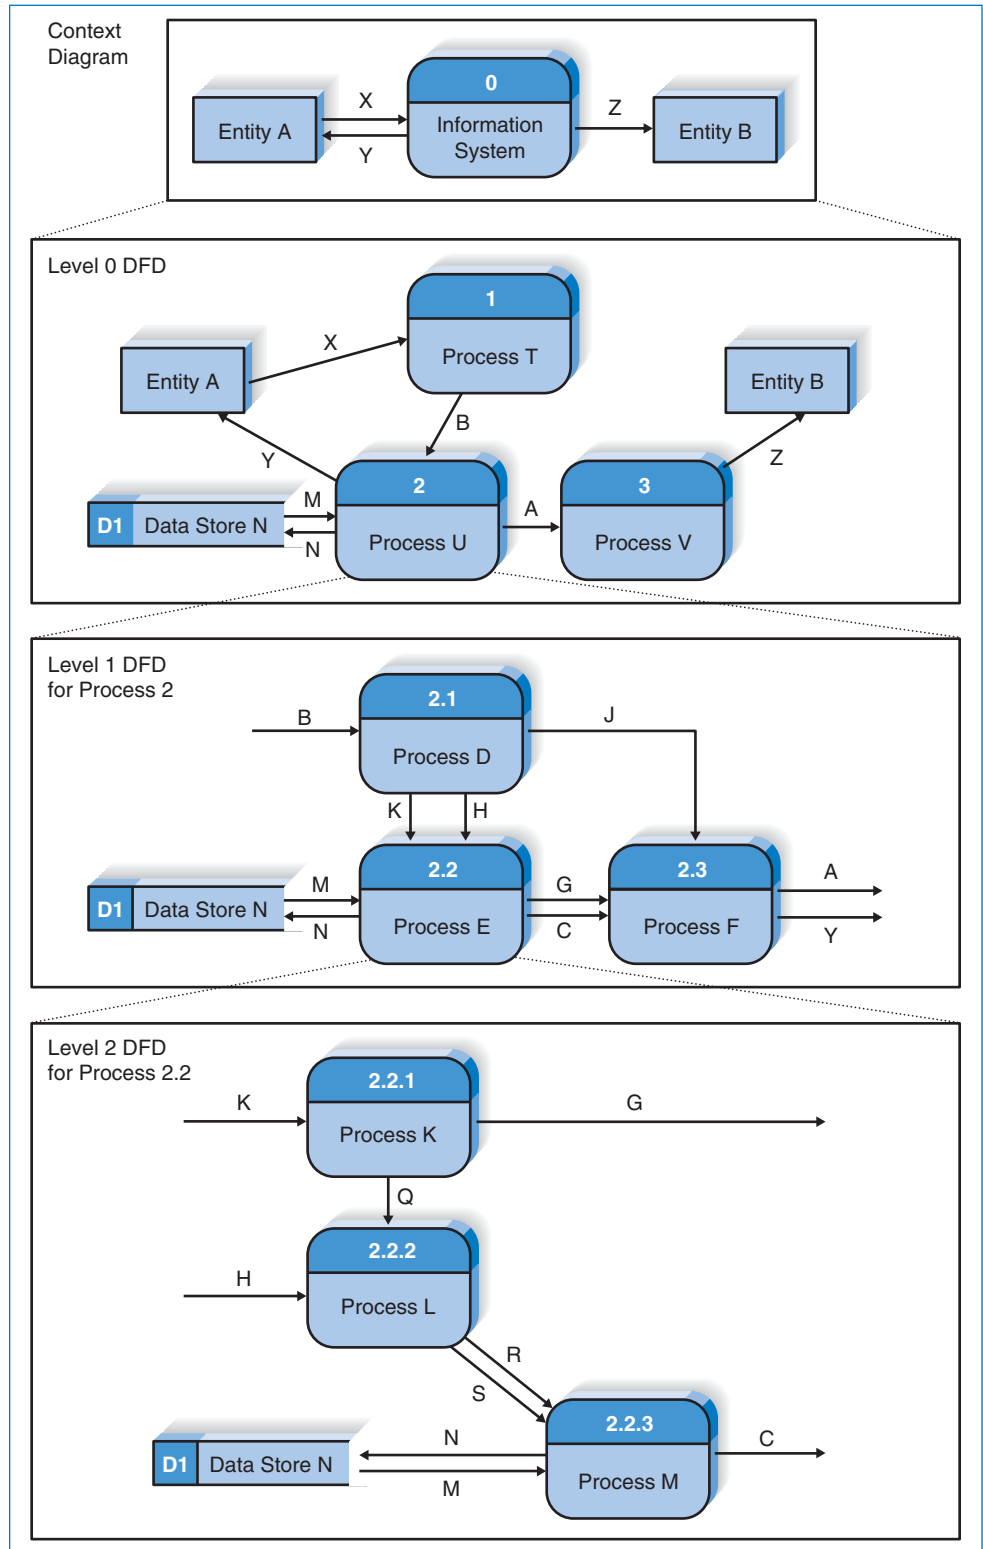 Context
Diagram
0
Entity A
X
Y
Information
System
Z
Entity B
Level 0 DFD
1
Process T
X
Entity A
Entity B
B
Y
Z
2
3
D1 Data Store N
M
N
Process U
A
Process V
Level 1 DFD
for Process 2
2.1
B
J
Process D
K
H
2.2
2.3
D1 Data Store N
M
N
Process E
G
C
Process F
A
Y
Level 2 DFD
for Process 2.2
2.2.1
K
G
Process K
Q
2.2.2
H
Process L
R
S
2.2.3
D1 Data Store N
N
M
Process M
C